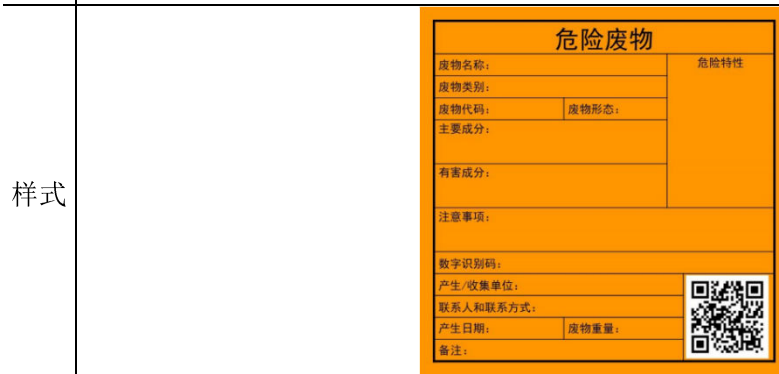 样式
危险废物
废物名称：
危险特性
废物类别：
废物代码： 废物形态：
主要成分：
有害成分：
注意事项：
数字识别码：
产生/收集单位：
联系人和联系方式：
产生日期： 废物重量：
备注：